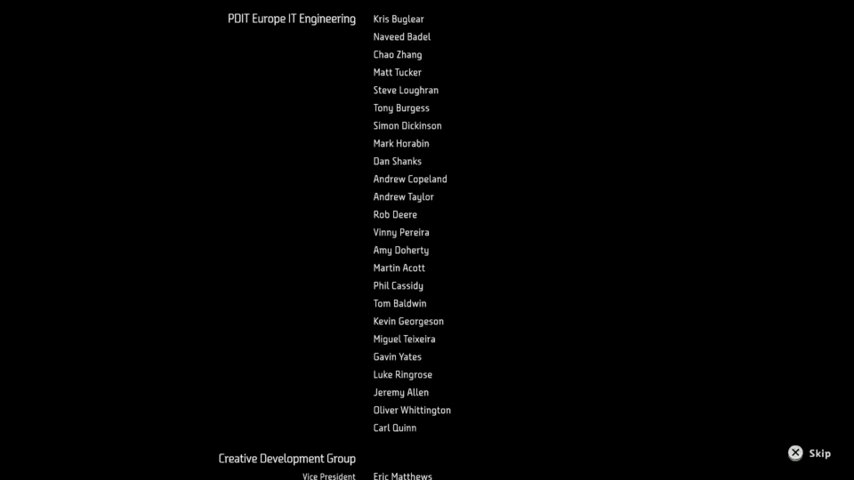 PDIT Europe IT Engineering Kris Buglear
Naveed Badel
Chao Zhang
Matt Tucker
Steve Loughran
Tony Burgess
Simon Dickinson
Mark Horabin
Dan Shanks
Andrew Copeland
Andrew Taylor
Rob Deere
Vinny Pereira
Amy Doherty
Martin Acott
Phil Cassidy
Tom Baldwin
Kevin Georgeson
Miguel Teixeira
Gavin Yates
Luke Ringrose
Jeremy Allen
Oliver Whittington
Carl Quinn
Creative Development Group
Vice President Eric Matthews
Skip